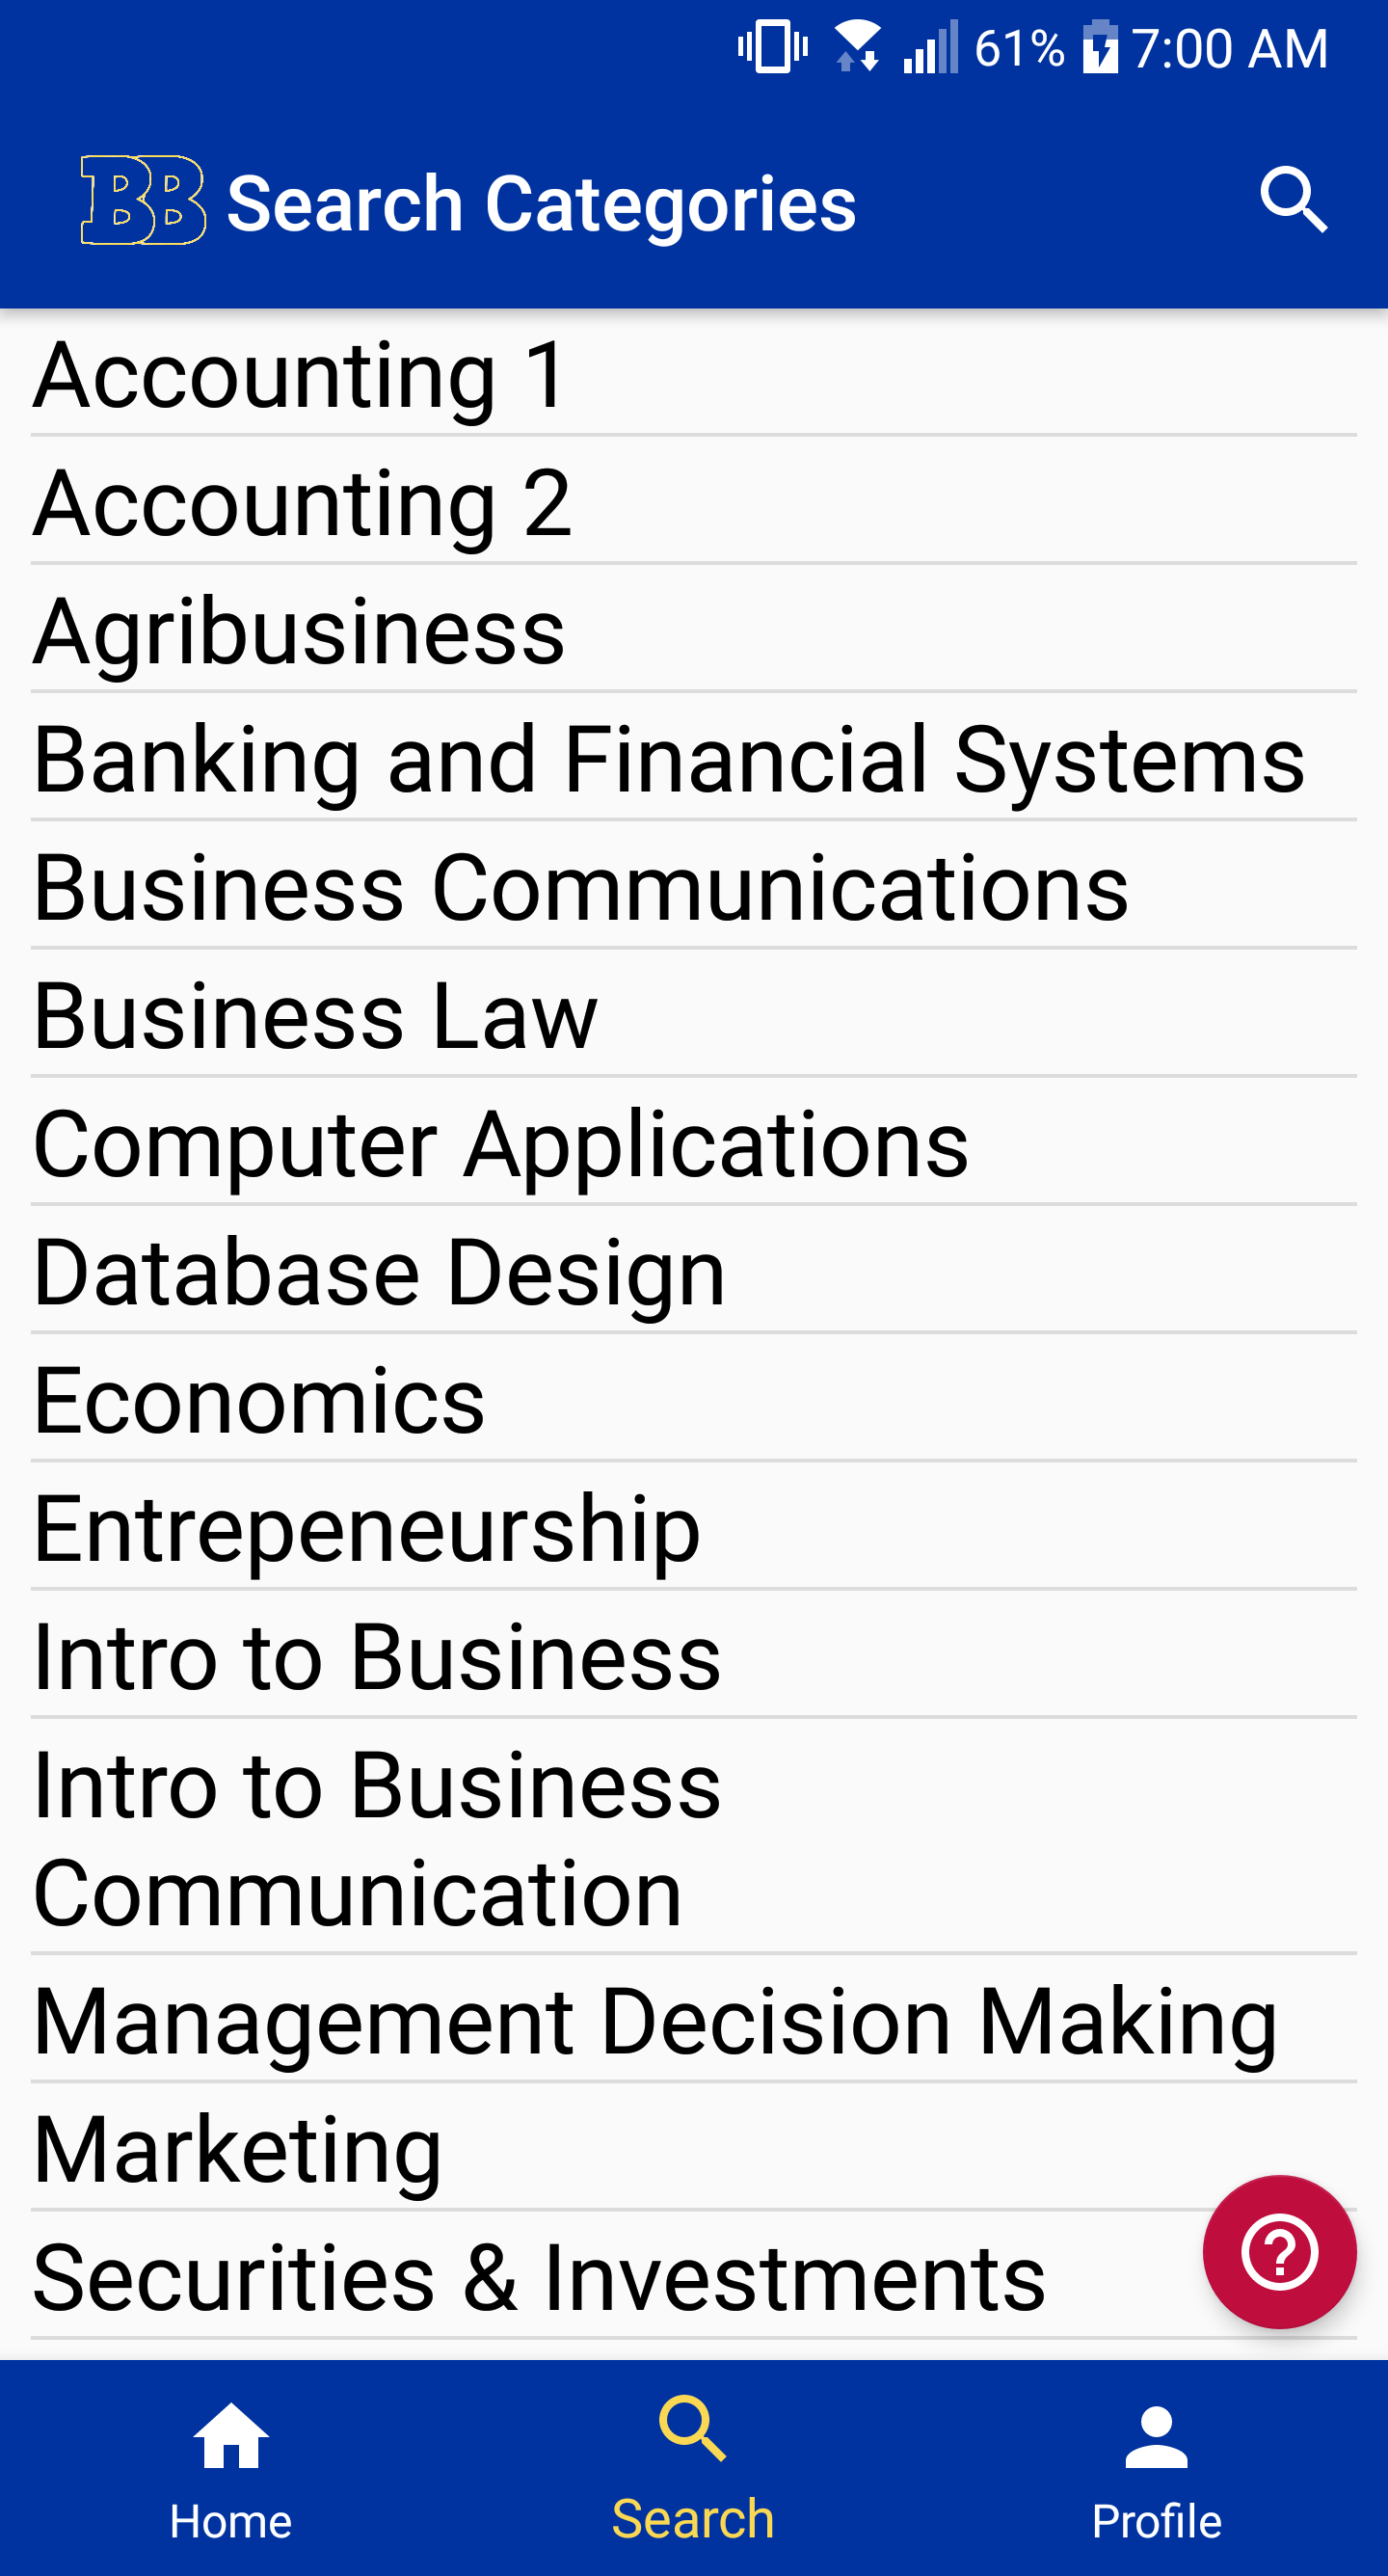 61% 7:00 AM
BB Search Categories
Accounting 1
Accounting 2
Agribusiness
Banking and Financial Systems
Business Communications
Business Law
Computer Applications
Database Design
Economics
Entrepeneurship
Intro to Business
Intro to Business
Communication
Management Decision Making
Marketing
Securities & Investments
Home
Search
Profile